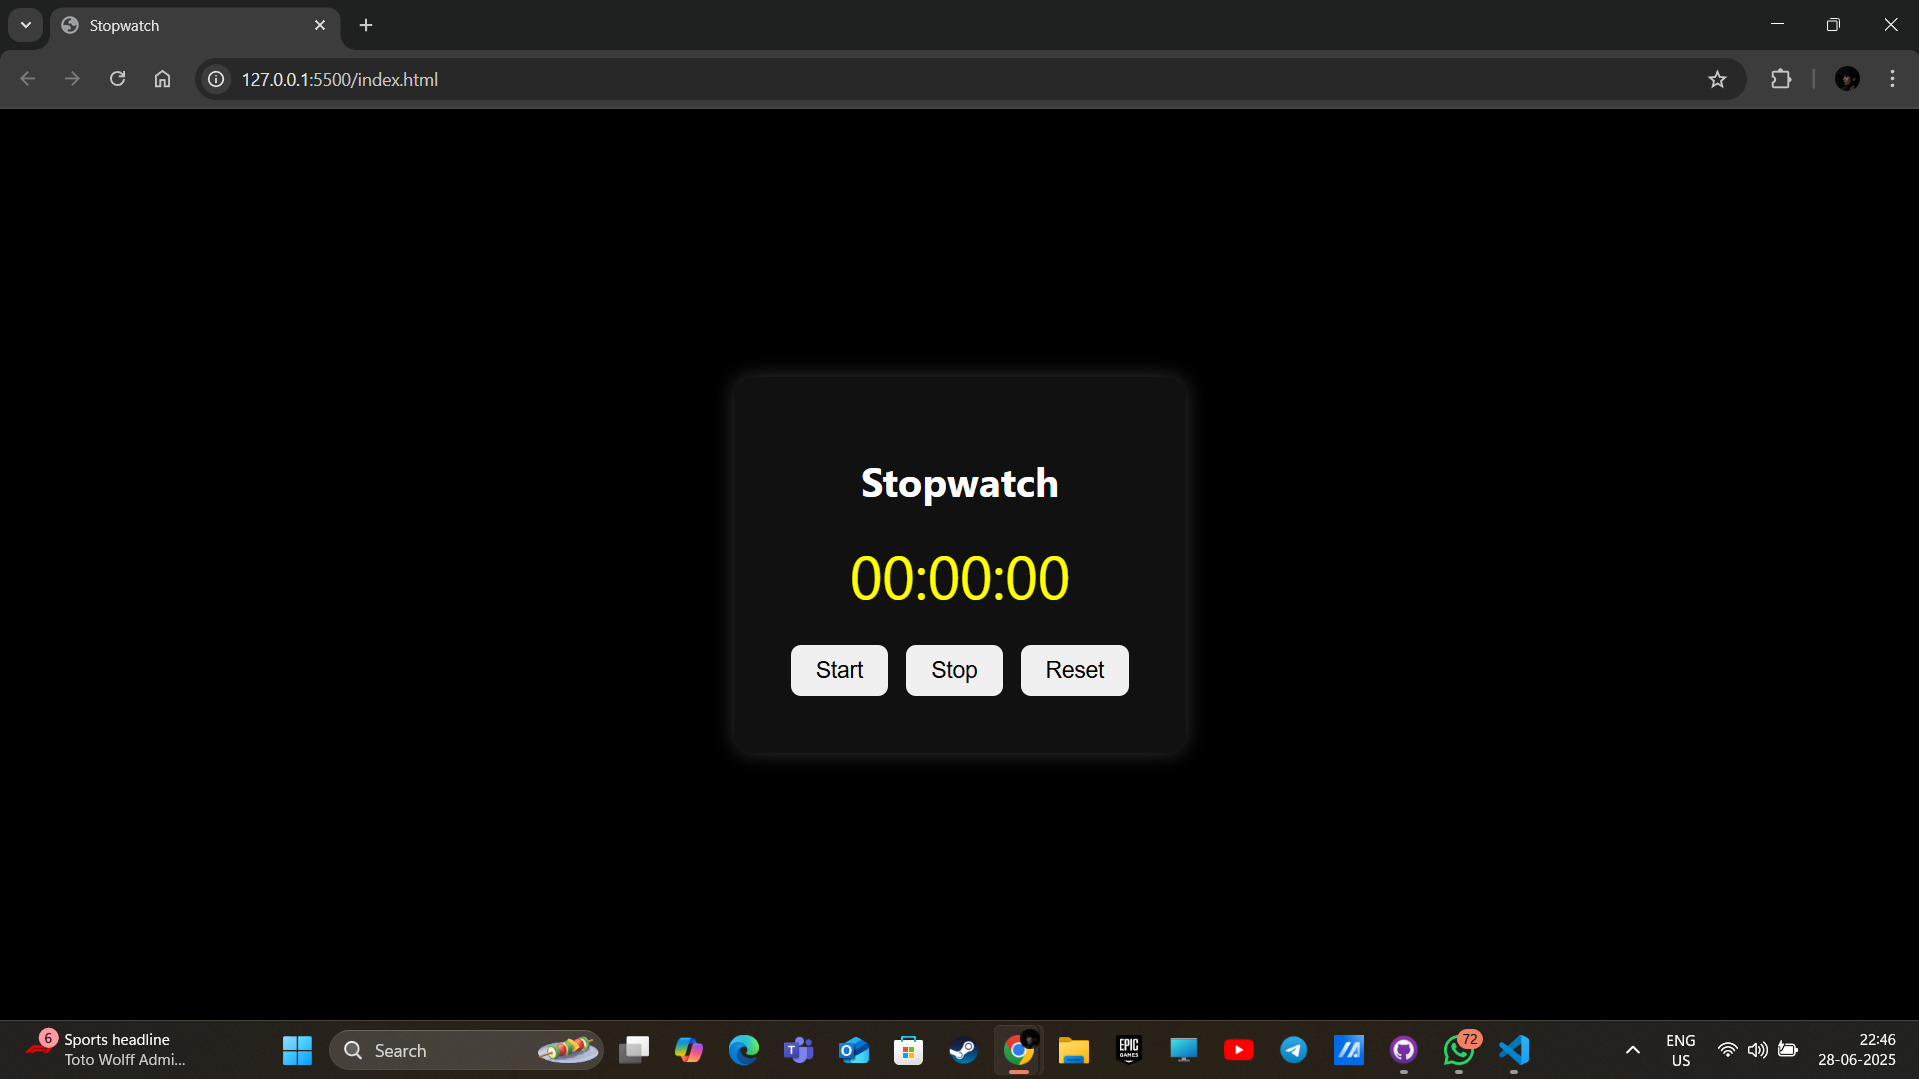 Stopwatch
127.0.0.1:5500/index.html
Stopwatch
00:00:00
Start Stop Reset
6
Sports headline
Toto Wolff Admi...
Search
T
O
EPIC
GAMES
72
ENG
US
22:46
28-06-2025